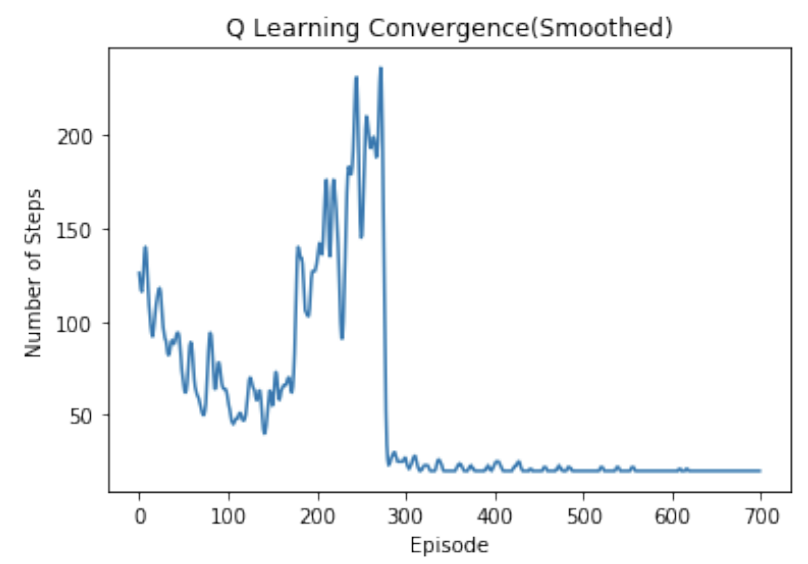 Q Learning Convergence(Smoothed)
Number of Steps
200
150
100
50
0 100 200 300 400 500 600 700
Episode